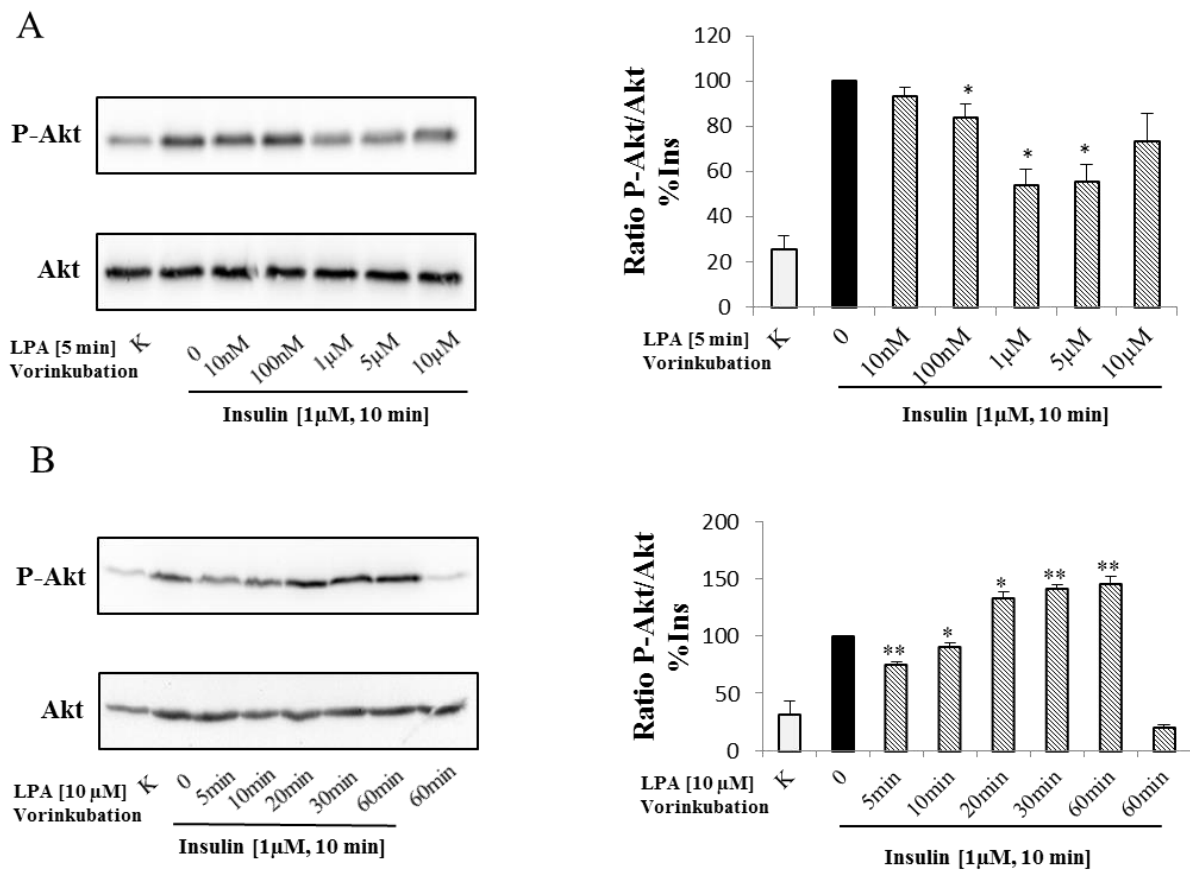 A
P-Akt
Akt
LPA [5 min]
Vorinkubation
K
0
10nM
100nM
1µM
5µM
10µM
Insulin [1µM, 10 min]
Ratio P-Akt/Akt
%Ins
120
100
80
60
40
20
0
*
*
*
LPA [5 min]
Vorinkubation
K
0
10nM
100nM
1µM
5µM
10µM
Insulin [1µM, 10 min]
B
P-Akt
Akt
LPA [10 µM]
Vorinkubation
K
0
5min
10min
20min
30min
60min
60min
Insulin [1µM, 10 min]
Ratio P-Akt/Akt
%Ins
200
150
100
50
0
**
*
*
**
**
LPA [10 µM]
Vorinkubation
K
0
5min
10min
20min
30min
60min
60min
Insulin [1µM, 10 min]